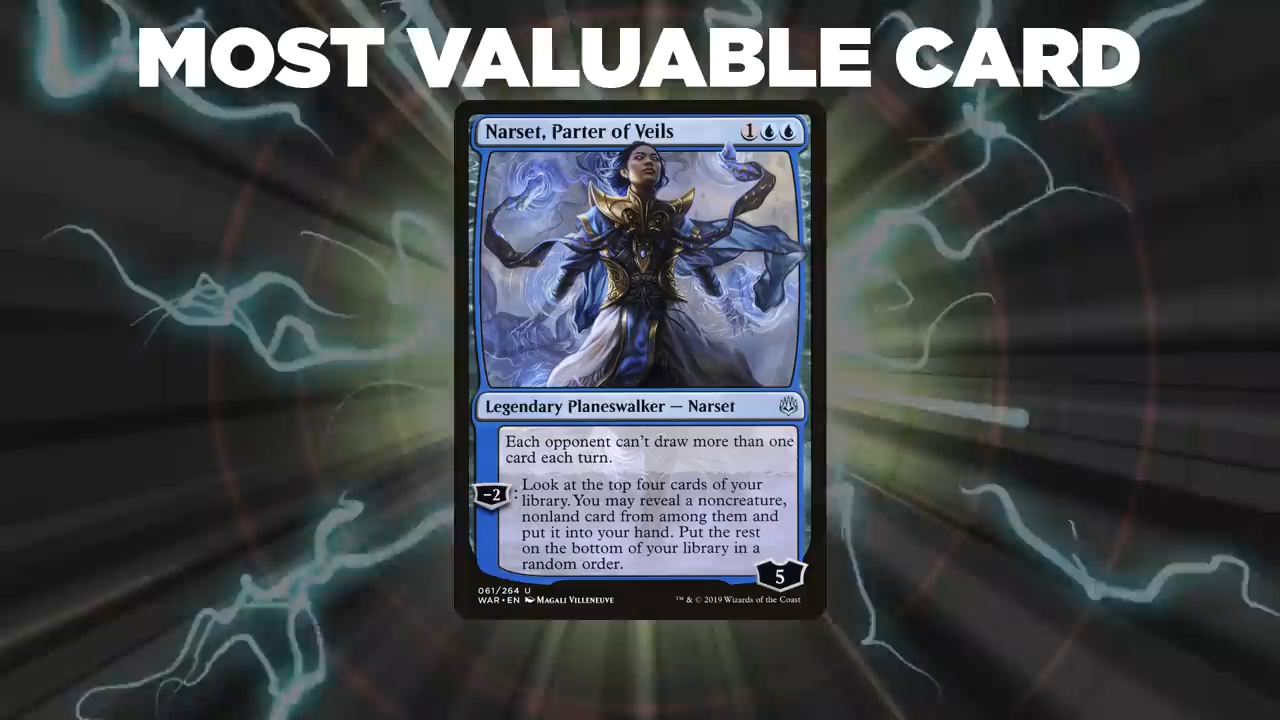 MOST VALUABLE CARD
Narset, Parter of Veils 1
Legendary Planeswalker — Narset
Each opponent can't draw more than one
card each turn.
−2: Look at the top four cards of your
library. You may reveal a noncreature,
nonland card from among them and
put it into your hand. Put the rest
on the bottom of your library in a
random order.
5
061/264 U
WAR • EN Magali Villeneuve
™ & © 2019 Wizards of the Coast